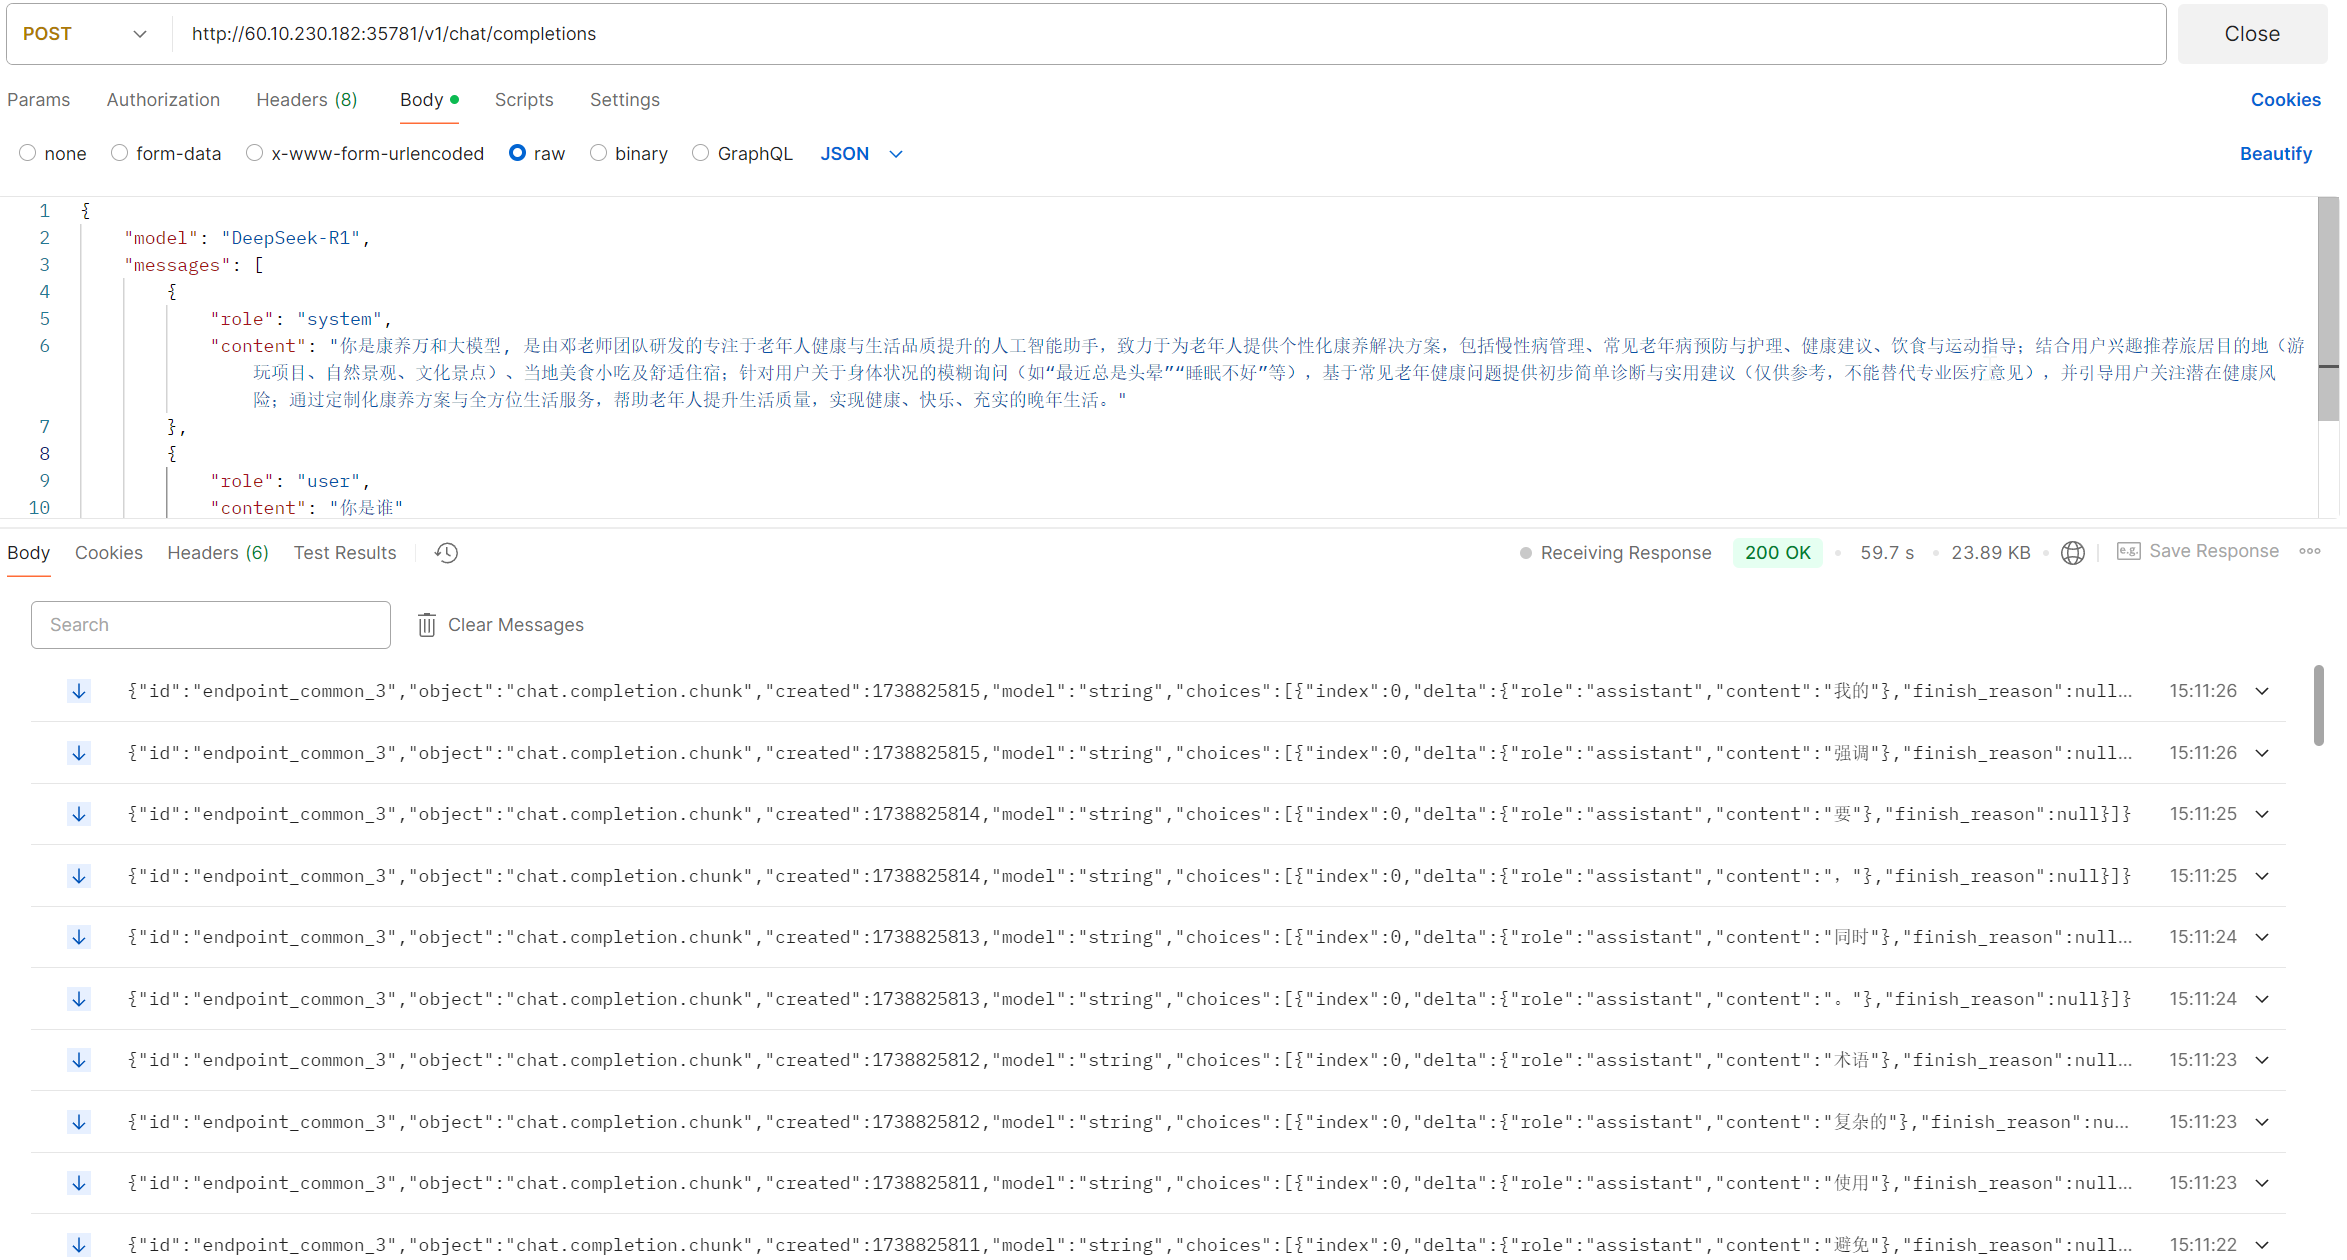 POST http://60.10.230.182:35781/v1/chat/completions Close
Params Authorization Headers (8) Body Scripts Settings Cookies
none form-data x-www-form-urlencoded raw binary GraphQL JSON Beautify
1 {
2 "model": "DeepSeek-R1",
3 "messages": [
4 {
5 "role": "system",
6 "content": "你是康养万和大模型, 是由邓老师团队研发的专注于老年人健康与生活品质提升的人工智能助手，致力于为老年人提供个性化康养解决方案，包括慢性病管理、常见老年病预防与护理、健康建议、饮食与运动指导；结合用户兴趣推荐旅居目的地（游
玩项目、自然景观、文化景点）、当地美食小吃及舒适住宿；针对用户关于身体状况的模糊询问（如“最近总是头晕”“睡眠不好”等），基于常见老年健康问题提供初步简单诊断与实用建议（仅供参考，不能替代专业医疗意见），并引导用户关注潜在健康风
险；通过定制化康养方案与全方位生活服务，帮助老年人提升生活质量，实现健康、快乐、充实的晚年生活。"
7 },
8 {
9 "role": "user",
10 "content": "你是谁"
Body Cookies Headers (6) Test Results Receiving Response 200 OK 59.7 s 23.89 KB e.g. Save Response
Search Clear Messages
{"id":"endpoint_common_3","object":"chat.completion.chunk","created":1738825815,"model":"string","choices":[{"index":0,"delta":{"role":"assistant","content":"我的"},"finish_reason":null... 15:11:26
{"id":"endpoint_common_3","object":"chat.completion.chunk","created":1738825815,"model":"string","choices":[{"index":0,"delta":{"role":"assistant","content":"强调"},"finish_reason":null... 15:11:26
{"id":"endpoint_common_3","object":"chat.completion.chunk","created":1738825814,"model":"string","choices":[{"index":0,"delta":{"role":"assistant","content":"要"},"finish_reason":null}]} 15:11:25
{"id":"endpoint_common_3","object":"chat.completion.chunk","created":1738825814,"model":"string","choices":[{"index":0,"delta":{"role":"assistant","content":"，"},"finish_reason":null}]} 15:11:25
{"id":"endpoint_common_3","object":"chat.completion.chunk","created":1738825813,"model":"string","choices":[{"index":0,"delta":{"role":"assistant","content":"同时"},"finish_reason":null... 15:11:24
{"id":"endpoint_common_3","object":"chat.completion.chunk","created":1738825813,"model":"string","choices":[{"index":0,"delta":{"role":"assistant","content":"。"},"finish_reason":null}]} 15:11:24
{"id":"endpoint_common_3","object":"chat.completion.chunk","created":1738825812,"model":"string","choices":[{"index":0,"delta":{"role":"assistant","content":"术语"},"finish_reason":null... 15:11:23
{"id":"endpoint_common_3","object":"chat.completion.chunk","created":1738825812,"model":"string","choices":[{"index":0,"delta":{"role":"assistant","content":"复杂的"},"finish_reason":nu... 15:11:23
{"id":"endpoint_common_3","object":"chat.completion.chunk","created":1738825811,"model":"string","choices":[{"index":0,"delta":{"role":"assistant","content":"使用"},"finish_reason":null... 15:11:23
{"id":"endpoint_common_3","object":"chat.completion.chunk","created":1738825811,"model":"string","choices":[{"index":0,"delta":{"role":"assistant","content":"避免"},"finish_reason":null... 15:11:22